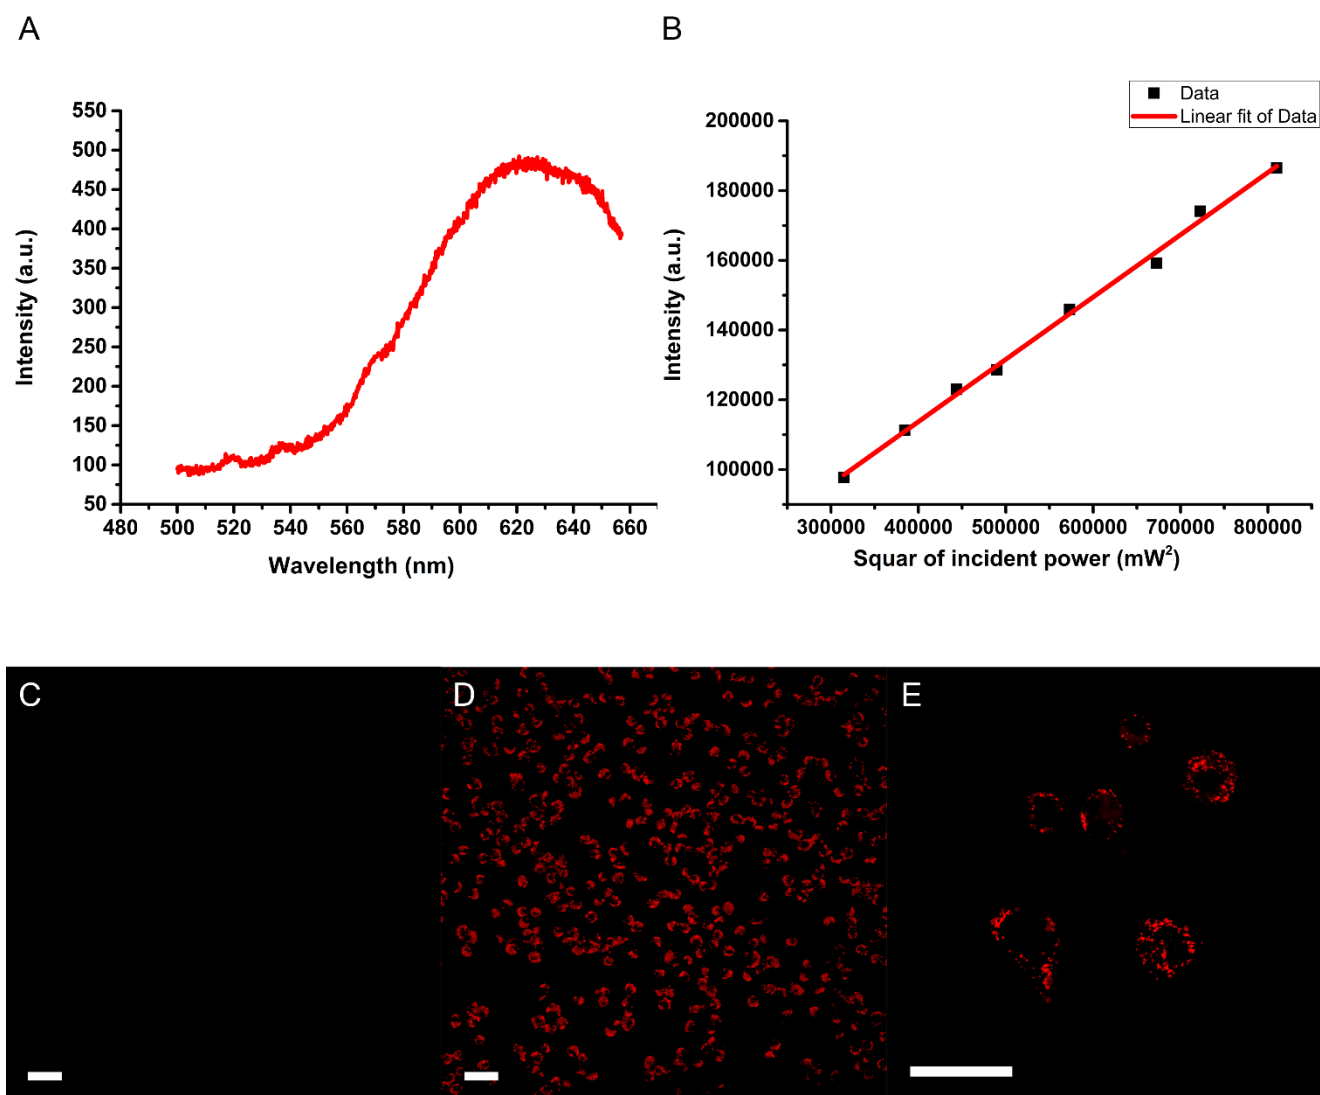 A
B
Data
Linear fit of Data
550
500
450
400
350
300
250
200
150
100
50
480 500 520 540 560 580 600 620 640 660
Wavelength (nm)
Intensity (a.u.)
200000
180000
160000
140000
120000
100000
300000 400000 500000 600000 700000 800000
Squar of incident power (mW²)
Intensity (a.u.)
C
D
E